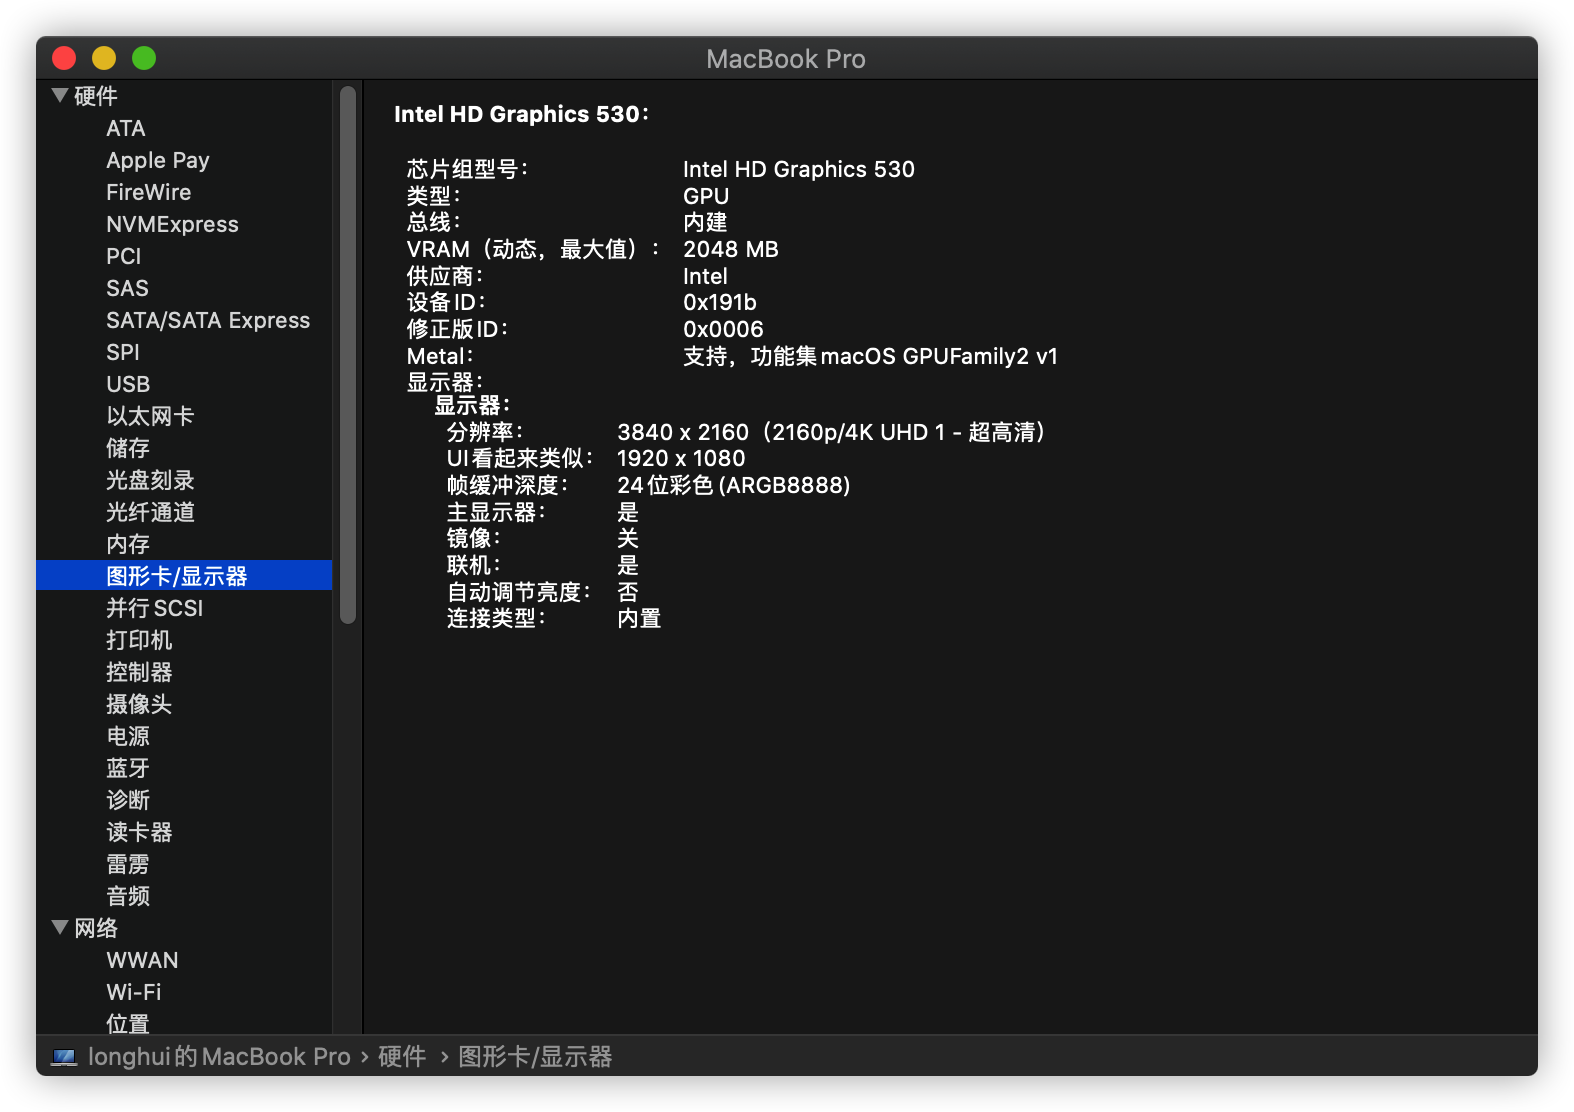 MacBook Pro
硬件
ATA
Apple Pay
FireWire
NVMExpress
PCI
SAS
SATA/SATA Express
SPI
USB
以太网卡
储存
光盘刻录
光纤通道
内存
图形卡/显示器
并行SCSI
打印机
控制器
摄像头
电源
蓝牙
诊断
读卡器
雷雳
音频
网络
WWAN
Wi-Fi
位置
Intel HD Graphics 530：
芯片组型号： Intel HD Graphics 530
类型： GPU
总线： 内建
VRAM（动态，最大值）： 2048 MB
供应商： Intel
设备ID： 0x191b
修正版ID： 0x0006
Metal： 支持，功能集macOS GPUFamily2 v1
显示器：
显示器：
分辨率： 3840 x 2160（2160p/4K UHD 1 - 超高清）
UI看起来类似： 1920 x 1080
帧缓冲深度： 24位彩色(ARGB8888)
主显示器： 是
镜像： 关
联机： 是
自动调节亮度： 否
连接类型： 内置
longhui的MacBook Pro › 硬件 › 图形卡/显示器